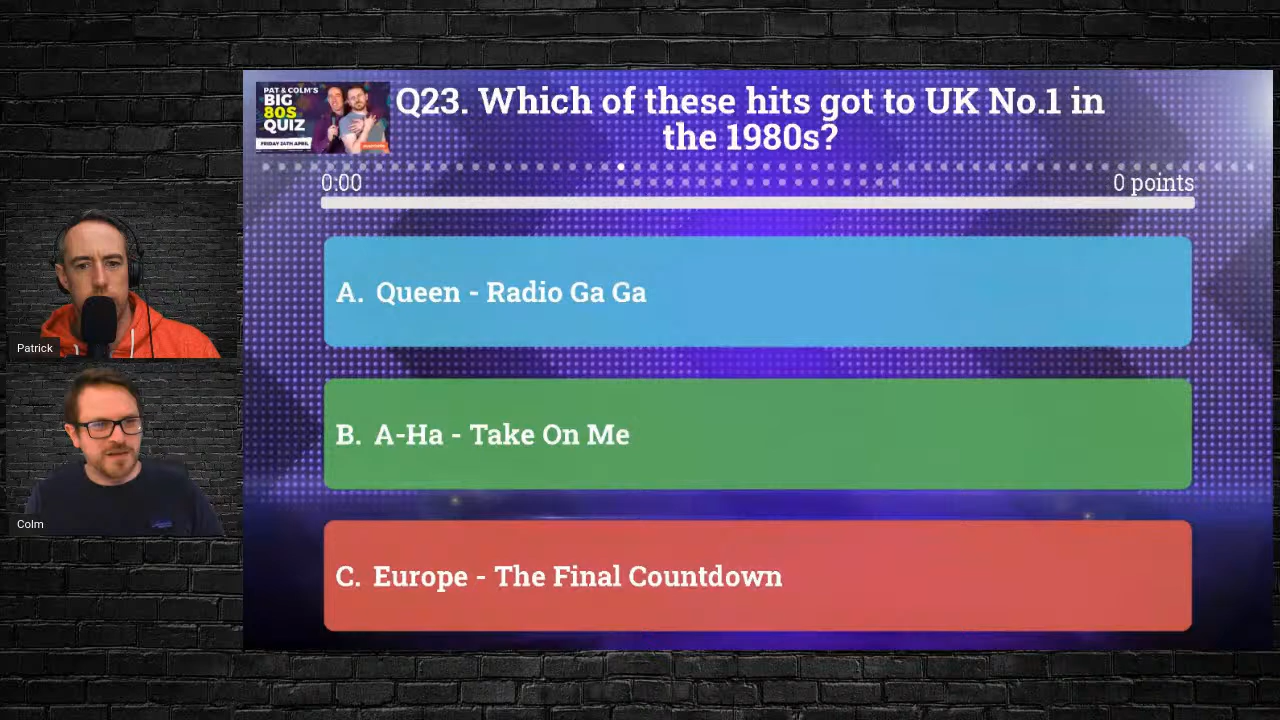 PAT & COLM'S
BIG
80S
QUIZ
FRIDAY 24TH APRIL
Q23. Which of these hits got to UK No.1 in
the 1980s?
0:00
0 points
A. Queen - Radio Ga Ga
B. A-Ha - Take On Me
C. Europe - The Final Countdown
Patrick
Colm